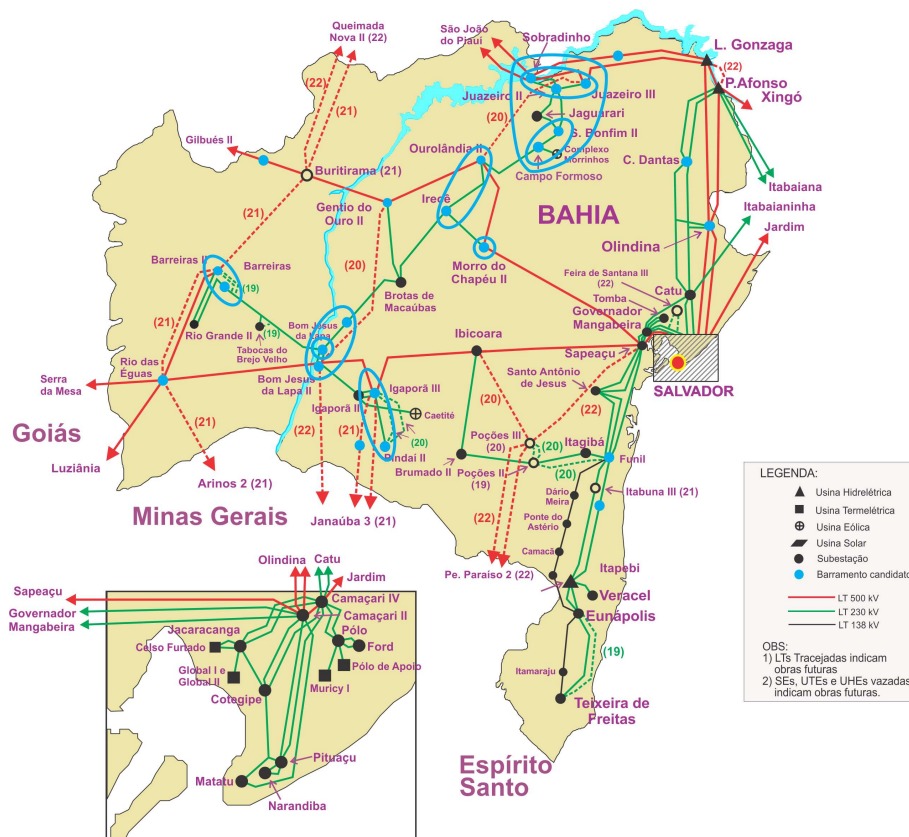 Queimada
Nova II (22)
São João
do Piauí
Sobradinho
L. Gonzaga
(22)
P.Afonso
Xingó
(22)
(21)
Juazeiro II
Juazeiro III
Jaguarari
(20)
S. Bonfim II
Gilbués II
Ourolândia II
Complexo
Morrinhos
Campo Formoso
C. Dantas
Buritirama (21)
Itabaiana
Gentio do
Ouro II
Irecê
BAHIA
Itabaianinha
(21)
Olindina
Jardim
Barreiras II
Barreiras
(20)
Morro do
Chapéu II
Feira de Santana III
(22)
Catu
(19)
Tomba
Brotas de
Macaúbas
Governador
Mangabeira
(21)
Rio Grande II
(19)
Bom Jesus
da Lapa
Ibicoara
Tabocas do
Brejo Velho
Sapeaçu
Rio das
Éguas
Santo Antônio
de Jesus
SALVADOR
Serra
da Mesa
Bom Jesus
da Lapa II
Igaporã III
(20)
(22)
Igaporã II
Caetité
Goiás
(21)
(22)
(21)
(20)
Poções III
(20)
(20)
Itagibá
Pindaí II
Brumado II
Poções II
(19)
(20)
Funil
Luziânia
Arinos 2 (21)
Itabuna III (21)
Minas Gerais
Janaúba 3 (21)
Dário
Meira
(22)
Ponte do
Astério
Camacã
Itapebi
Pe. Paraiso 2 (22)
Veracel
Eunápolis
(19)
Itamaraju
Teixeira de
Freitas
Espírito
Santo
LEGENDA:
Usina Hidrelétrica
Usina Termelétrica
Usina Eólica
Usina Solar
Subestação
Barramento candidato
LT 500 kV
LT 230 kV
LT 138 kV
OBS:
1) LTs Tracejadas indicam
obras futuras
2) SEs, UTEs e UHEs vazadas
indicam obras futuras.
Olindina
Catu
Jardim
Sapeaçu
Camaçari IV
Governador
Mangabeira
Camaçari II
Jacaracanga
Pólo
Celso Furtado
Ford
Global I e
Global II
Pólo de Apoio
Muricy I
Cotegipe
Pituaçu
Matatu
Narandiba